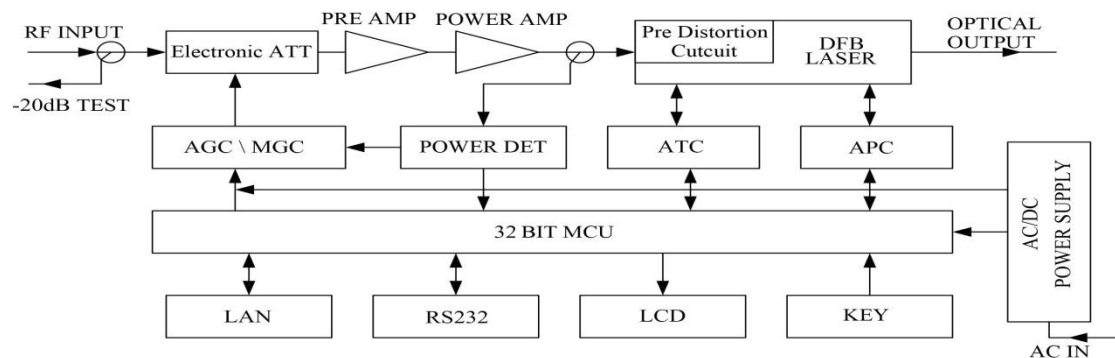 RF INPUT
-20dB TEST
Electronic ATT
PRE AMP
POWER AMP
Pre Distortion
Cutcuit
DFB
LASER
OPTICAL
OUTPUT
AGC \ MGC
POWER DET
ATC
APC
32 BIT MCU
AC/DC
POWER SUPPLY
LAN
RS232
LCD
KEY
AC IN